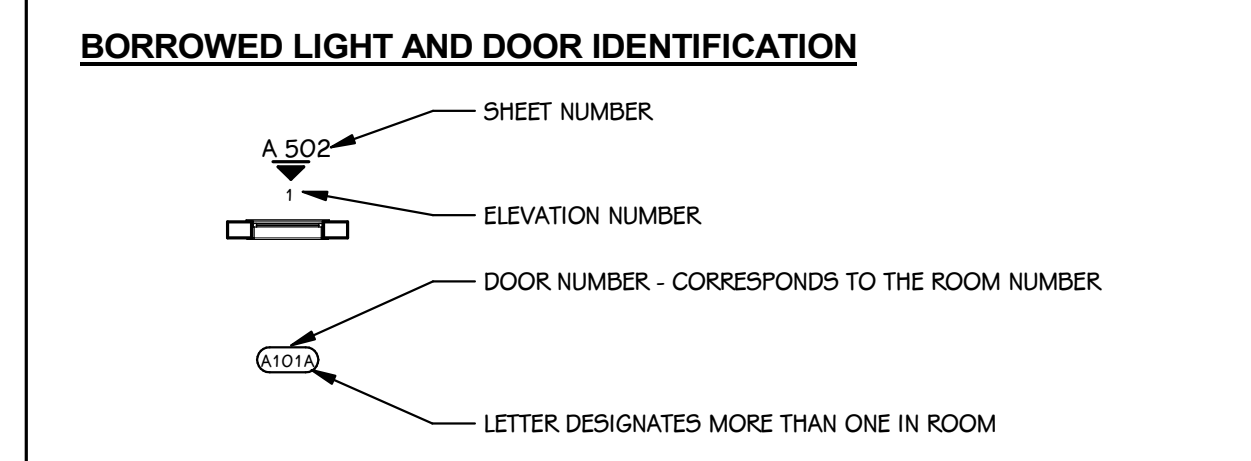 BORROWED LIGHT AND DOOR IDENTIFICATION
SHEET NUMBER
A 502
1
ELEVATION NUMBER
DOOR NUMBER - CORRESPONDS TO THE ROOM NUMBER
A101A
LETTER DESIGNATES MORE THAN ONE IN ROOM